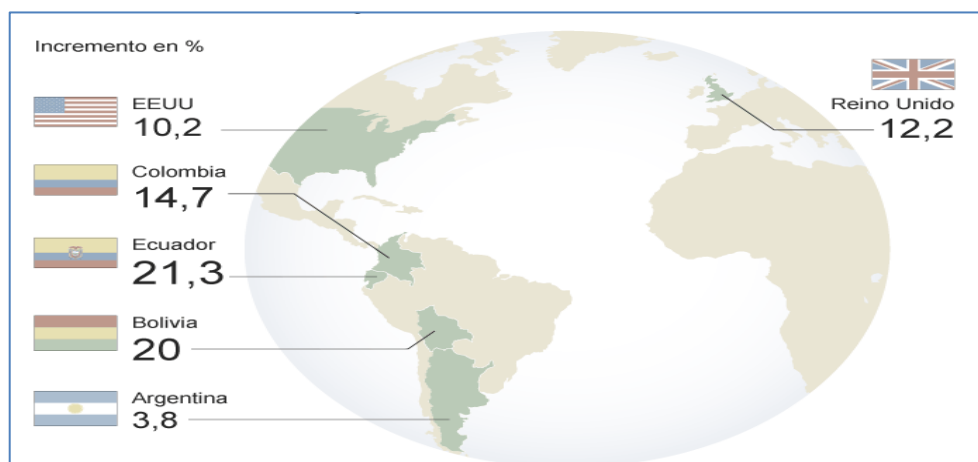 Incremento en %
EEUU
10,2
Colombia
14,7
Ecuador
21,3
Bolivia
20
Argentina
3,8
Reino Unido
12,2